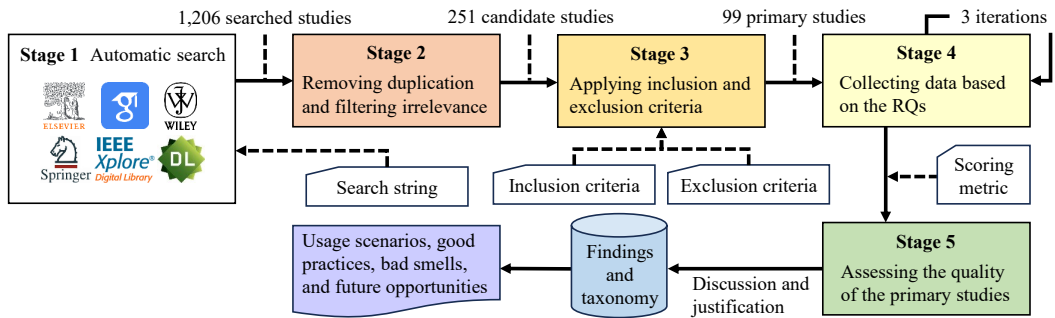 1,206 searched studies
251 candidate studies
99 primary studies
3 iterations
Stage 1 Automatic search
ELSEVIER
g
WILEY
Springer
IEEE
Xplore®
Digital Library
DL
Stage 2
Removing duplication
and filtering irrelevance
Stage 3
Applying inclusion and
exclusion criteria
Stage 4
Collecting data based
on the RQs
Search string
Inclusion criteria
Exclusion criteria
Scoring
metric
Stage 5
Assessing the quality
of the primary studies
Discussion and
justification
Findings
and
taxonomy
Usage scenarios, good
practices, bad smells,
and future opportunities